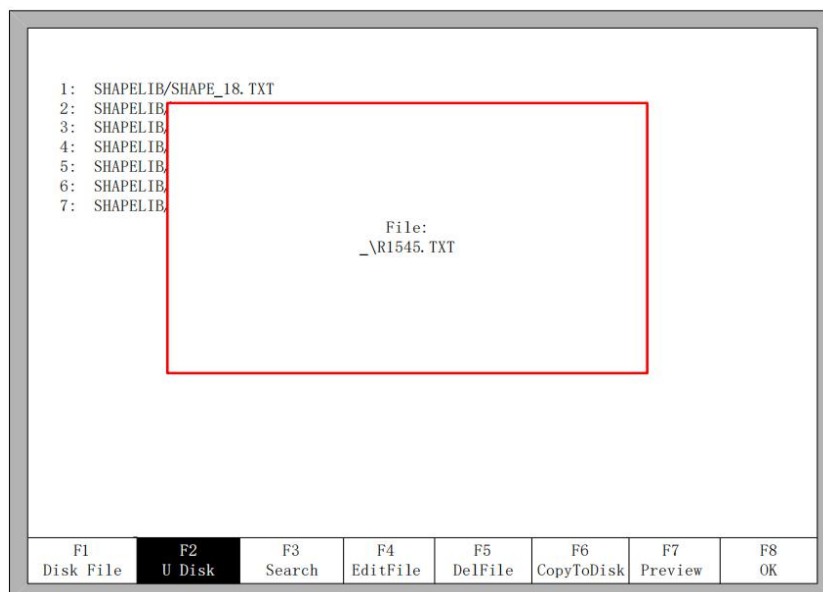 1: SHAPELIB/SHAPE_18.TXT
2: SHAPELIB/
3: SHAPELIB/
4: SHAPELIB/
5: SHAPELIB/
6: SHAPELIB/
7: SHAPELIB/
File:
_\R1545.TXT
F1 F2 F3 F4 F5 F6 F7 F8
Disk File U Disk Search EditFile DelFile CopyToDisk Preview OK